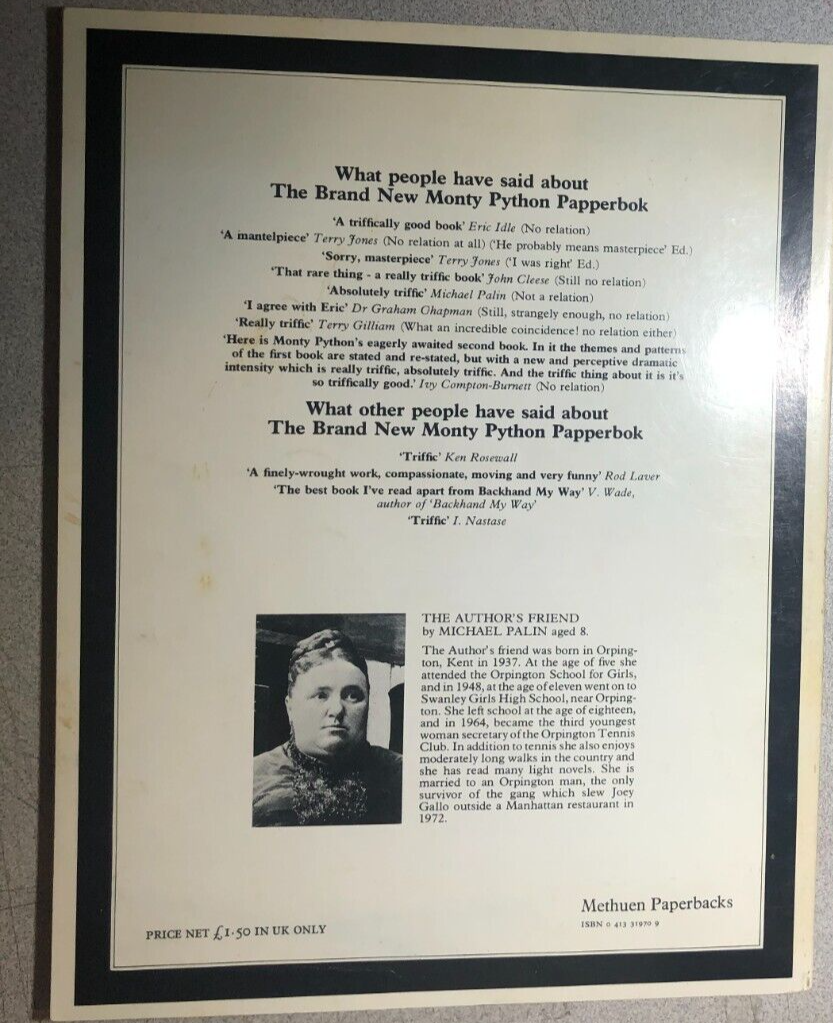 What people have said about
The Brand New Monty Python Papperbok
'A triffically good book' Eric Idle (No relation)
'A mantelpiece' Terry Jones (No relation at all) ('He probably means masterpiece' Ed.)
'Sorry, masterpiece' Terry Jones ('I was right' Ed.)
'That rare thing - a really triffic book' John Cleese (Still no relation)
'Absolutely triffic' Michael Palin (Not a relation)
'I agree with Eric' Dr Graham Chapman (Still, strangely enough, no relation)
'Really triffic' Terry Gilliam (What an incredible coincidence! no relation either)
'Here is Monty Python's eagerly awaited second book. In it the themes and patterns
of the first book are stated and re-stated, but with a new and perceptive dramatic
intensity which is really triffic, absolutely triffic. And the triffic thing about it is it's
so triffically good.' Ivy Compton-Burnett (No relation)
What other people have said about
The Brand New Monty Python Papperbok
'Triffic' Ken Rosewall
'A finely-wrought work, compassionate, moving and very funny' Rod Laver
'The best book I've read apart from Backhand My Way' V. Wade,
author of 'Backhand My Way'
'Triffic' I. Nastase
THE AUTHOR'S FRIEND
by MICHAEL PALIN aged 8.
The Author's friend was born in Orping-
ton, Kent in 1937. At the age of five she
attended the Orpington School for Girls,
and in 1948, at the age of eleven went on to
Swanley Girls High School, near Orping-
ton. She left school at the age of eighteen,
and in 1964, became the third youngest
woman secretary of the Orpington Tennis
Club. In addition to tennis she also enjoys
moderately long walks in the country and
she has read many light novels. She is
married to an Orpington man, the only
survivor of the gang which slew Joey
Gallo outside a Manhattan restaurant in
1972.
Methuen Paperbacks
ISBN 0 413 31970 9
PRICE NET £1·50 IN UK ONLY